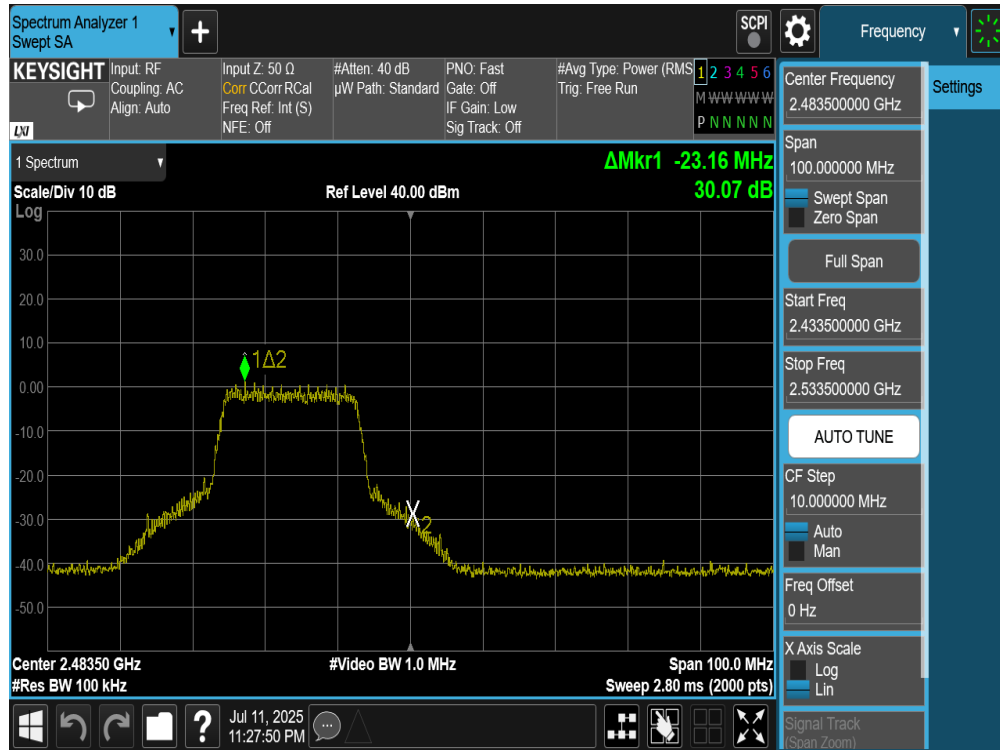 Spectrum Analyzer 1
Swept SA
+
SCPI
Frequency
KEYSIGHT
LXI
Input: RF
Coupling: AC
Align: Auto
Input Z: 50 Ω
Corr CCorr RCal
Freq Ref: Int (S)
NFE: Off
#Atten: 40 dB
µW Path: Standard
PNO: Fast
Gate: Off
IF Gain: Low
Sig Track: Off
#Avg Type: Power (RMS
Trig: Free Run
1 2 3 4 5 6
M W W W W W
P N N N N N
1 Spectrum
ΔMkr1 -23.16 MHz
30.07 dB
Scale/Div 10 dB
Ref Level 40.00 dBm
Log
30.0
20.0
10.0
0.00
-10.0
-20.0
-30.0
-40.0
-50.0
1Δ2
X2
Center 2.48350 GHz
#Video BW 1.0 MHz
Span 100.0 MHz
#Res BW 100 kHz
Sweep 2.80 ms (2000 pts)
Center Frequency
2.483500000 GHz
Span
100.000000 MHz
Swept Span
Zero Span
Full Span
Start Freq
2.433500000 GHz
Stop Freq
2.533500000 GHz
AUTO TUNE
CF Step
10.000000 MHz
Auto
Man
Freq Offset
0 Hz
X Axis Scale
Log
Lin
Signal Track
(Span Zoom)
Settings
?
Jul 11, 2025
11:27:50 PM